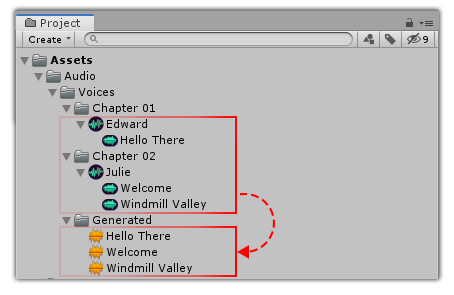 Project
Create
9
Assets
Audio
Voices
Chapter 01
Edward
Hello There
Chapter 02
Julie
Welcome
Windmill Valley
Generated
Hello There
Welcome
Windmill Valley